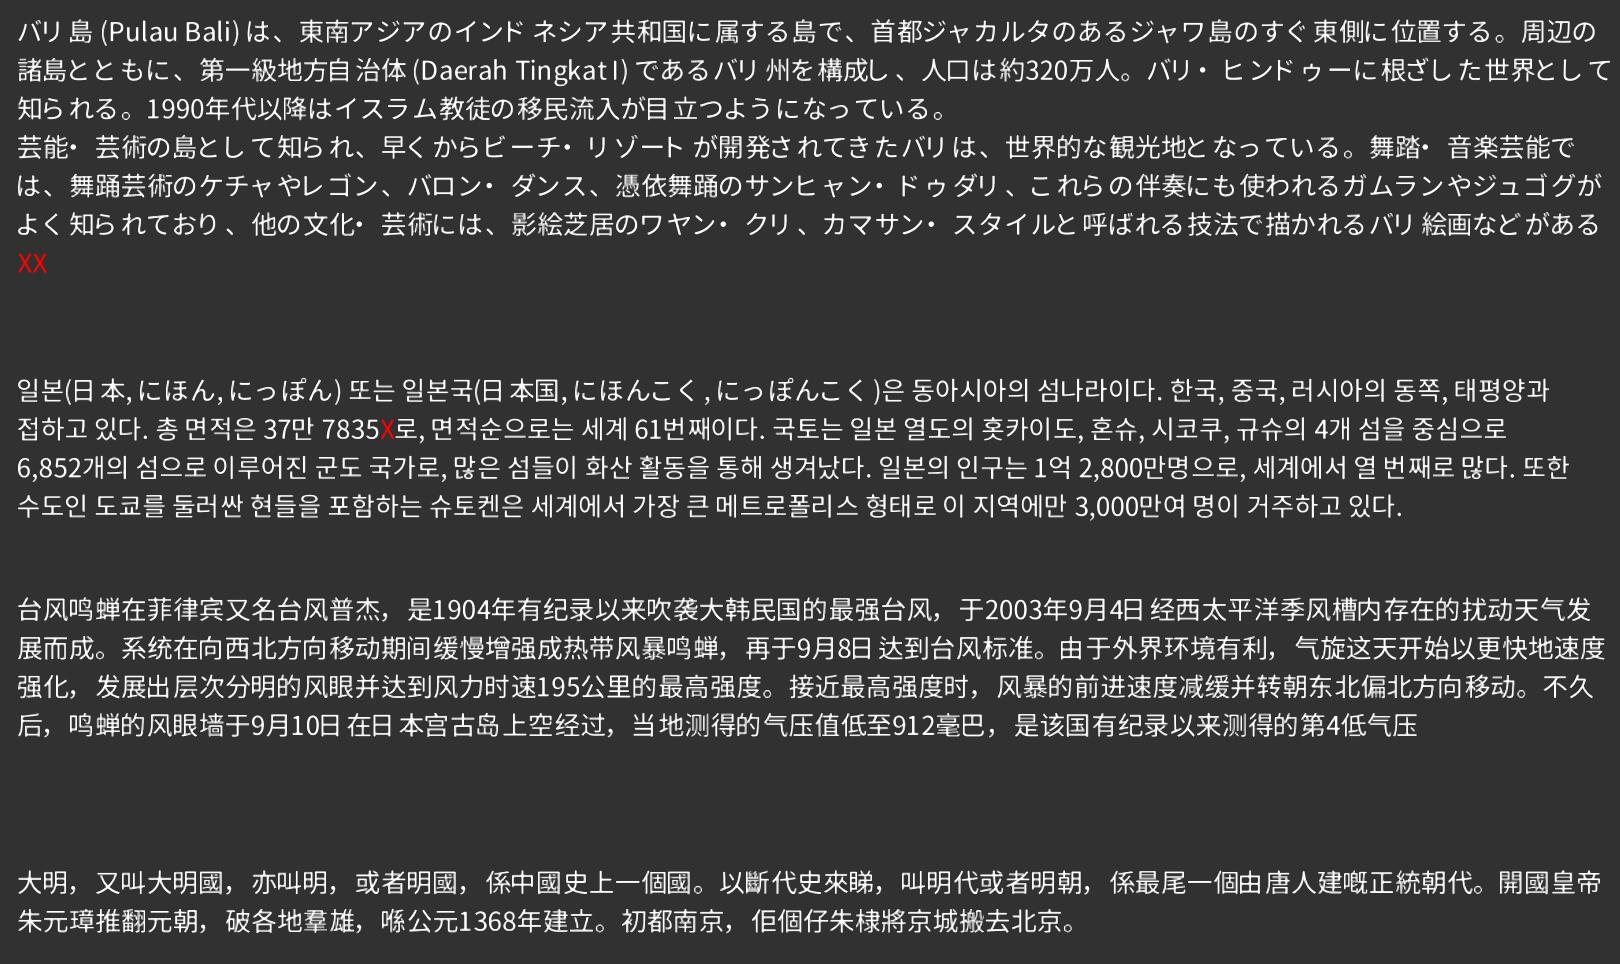 バリ島 (Pulau Bali) は、東南アジアのインドネシア共和国に属する島で、首都ジャカルタのあるジャワ島のすぐ東側に位置する。周辺の
諸島とともに、第一級地方自治体 (Daerah Tingkat I) であるバリ州を構成し、人口は約320万人。バリ・ヒンドゥーに根ざした世界として
知られる。1990年代以降はイスラム教徒の移民流入が目立つようになっている。
芸能・芸術の島として知られ、早くからビーチ・リゾートが開発されてきたバリは、世界的な観光地となっている。舞踏・音楽芸能で
は、舞踊芸術のケチャやレゴン、バロン・ダンス、憑依舞踊のサンヒャン・ドゥダリ、これらの伴奏にも使われるガムランやジュゴグが
よく知られており、他の文化・芸術には、影絵芝居のワヤン・クリ、カマサン・スタイルと呼ばれる技法で描かれるバリ絵画などがある
XX
일본(日本, にほん, にっぽん) 또는 일본국(日本国, にほんこく, にっぽんこく)은 동아시아의 섬나라이다. 한국, 중국, 러시아의 동쪽, 태평양과
접하고 있다. 총 면적은 37만 7835X로, 면적순으로는 세계 61번째이다. 국토는 일본 열도의 홋카이도, 혼슈, 시코쿠, 규슈의 4개 섬을 중심으로
6,852개의 섬으로 이루어진 군도 국가로, 많은 섬들이 화산 활동을 통해 생겨났다. 일본의 인구는 1억 2,800만명으로, 세계에서 열 번째로 많다. 또한
수도인 도쿄를 둘러싼 현들을 포함하는 슈토켄은 세계에서 가장 큰 메트로폴리스 형태로 이 지역에만 3,000만여 명이 거주하고 있다.
台风鸣蝉在菲律宾又名台风普杰，是1904年有纪录以来吹袭大韩民国的最强台风，于2003年9月4日经西太平洋季风槽内存在的扰动天气发
展而成。系统在向西北方向移动期间缓慢增强成热带风暴鸣蝉，再于9月8日达到台风标准。由于外界环境有利，气旋这天开始以更快地速度
强化，发展出层次分明的风眼并达到风力时速195公里的最高强度。接近最高强度时，风暴的前进速度减缓并转朝东北偏北方向移动。不久
后，鸣蝉的风眼墙于9月10日在日本宫古岛上空经过，当地测得的气压值低至912毫巴，是该国有纪录以来测得的第4低气压
大明，又叫大明國，亦叫明，或者明國，係中國史上一個國。以斷代史來睇，叫明代或者明朝，係最尾一個由唐人建嘅正統朝代。開國皇帝
朱元璋推翻元朝，破各地羣雄，喺公元1368年建立。初都南京，佢個仔朱棣將京城搬去北京。